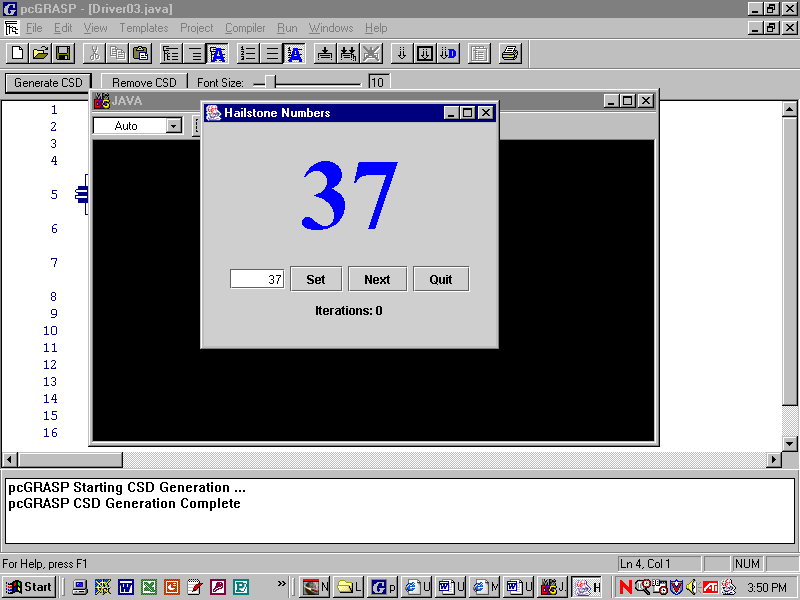 pcGRASP - [Driver03.java]
File Edit View Templates Project Compiler Run Windows Help
Generate CSD Remove CSD Font Size: 10
JAVA
Auto
Hailstone Numbers
37
37 Set Next Quit
Iterations: 0
1
2
3
4
5
6
7
8
9
10
11
12
13
14
15
16
pcGRASP Starting CSD Generation ...
pcGRASP CSD Generation Complete
For Help, press F1 Ln 4, Col 1 NUM
Start N L p U U M U J H 3:50 PM